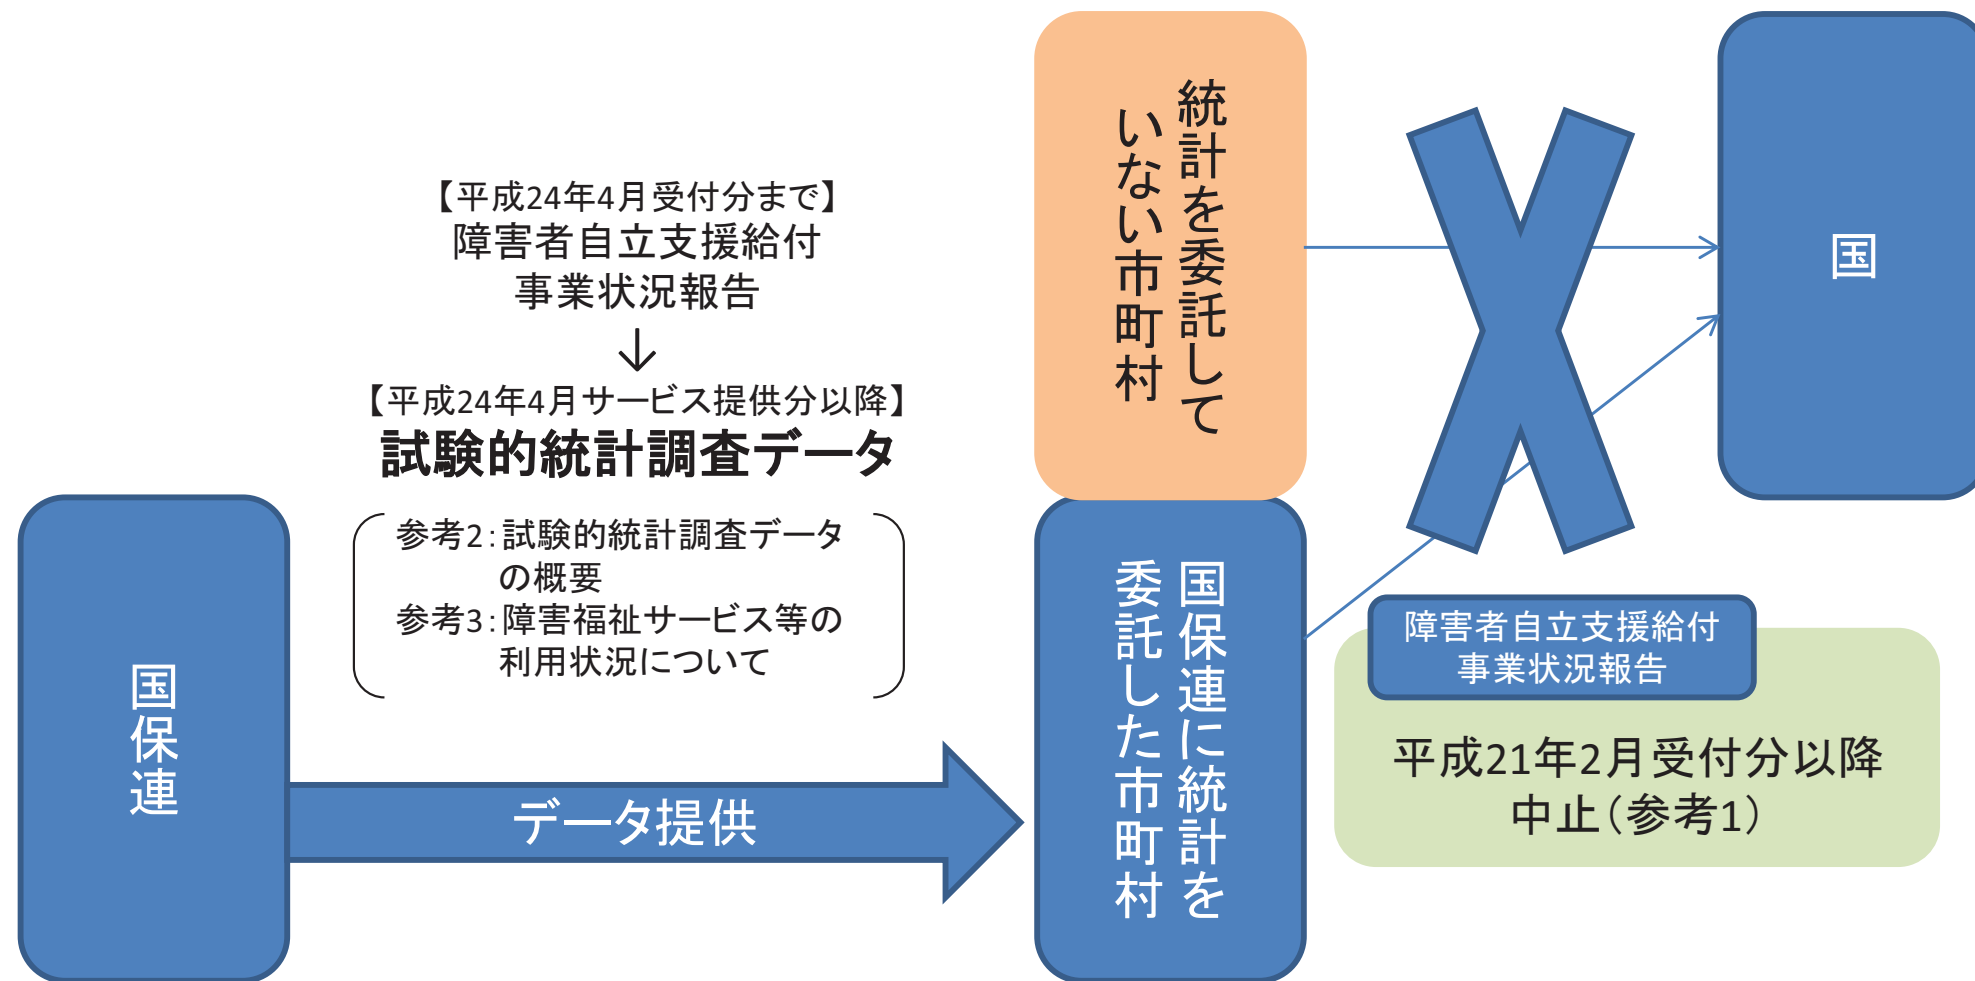 統計を委託して
いない市町村
国
【平成24年4月受付分まで】
障害者自立支援給付
事業状況報告
↓
【平成24年4月サービス提供分以降】
試験的統計調査データ
参考2：試験的統計調査データ
の概要
参考3：障害福祉サービス等の
利用状況について
国保連
データ提供
国保連に統計を
委託した市町村
障害者自立支援給付
事業状況報告
平成21年2月受付分以降
中止（参考1）